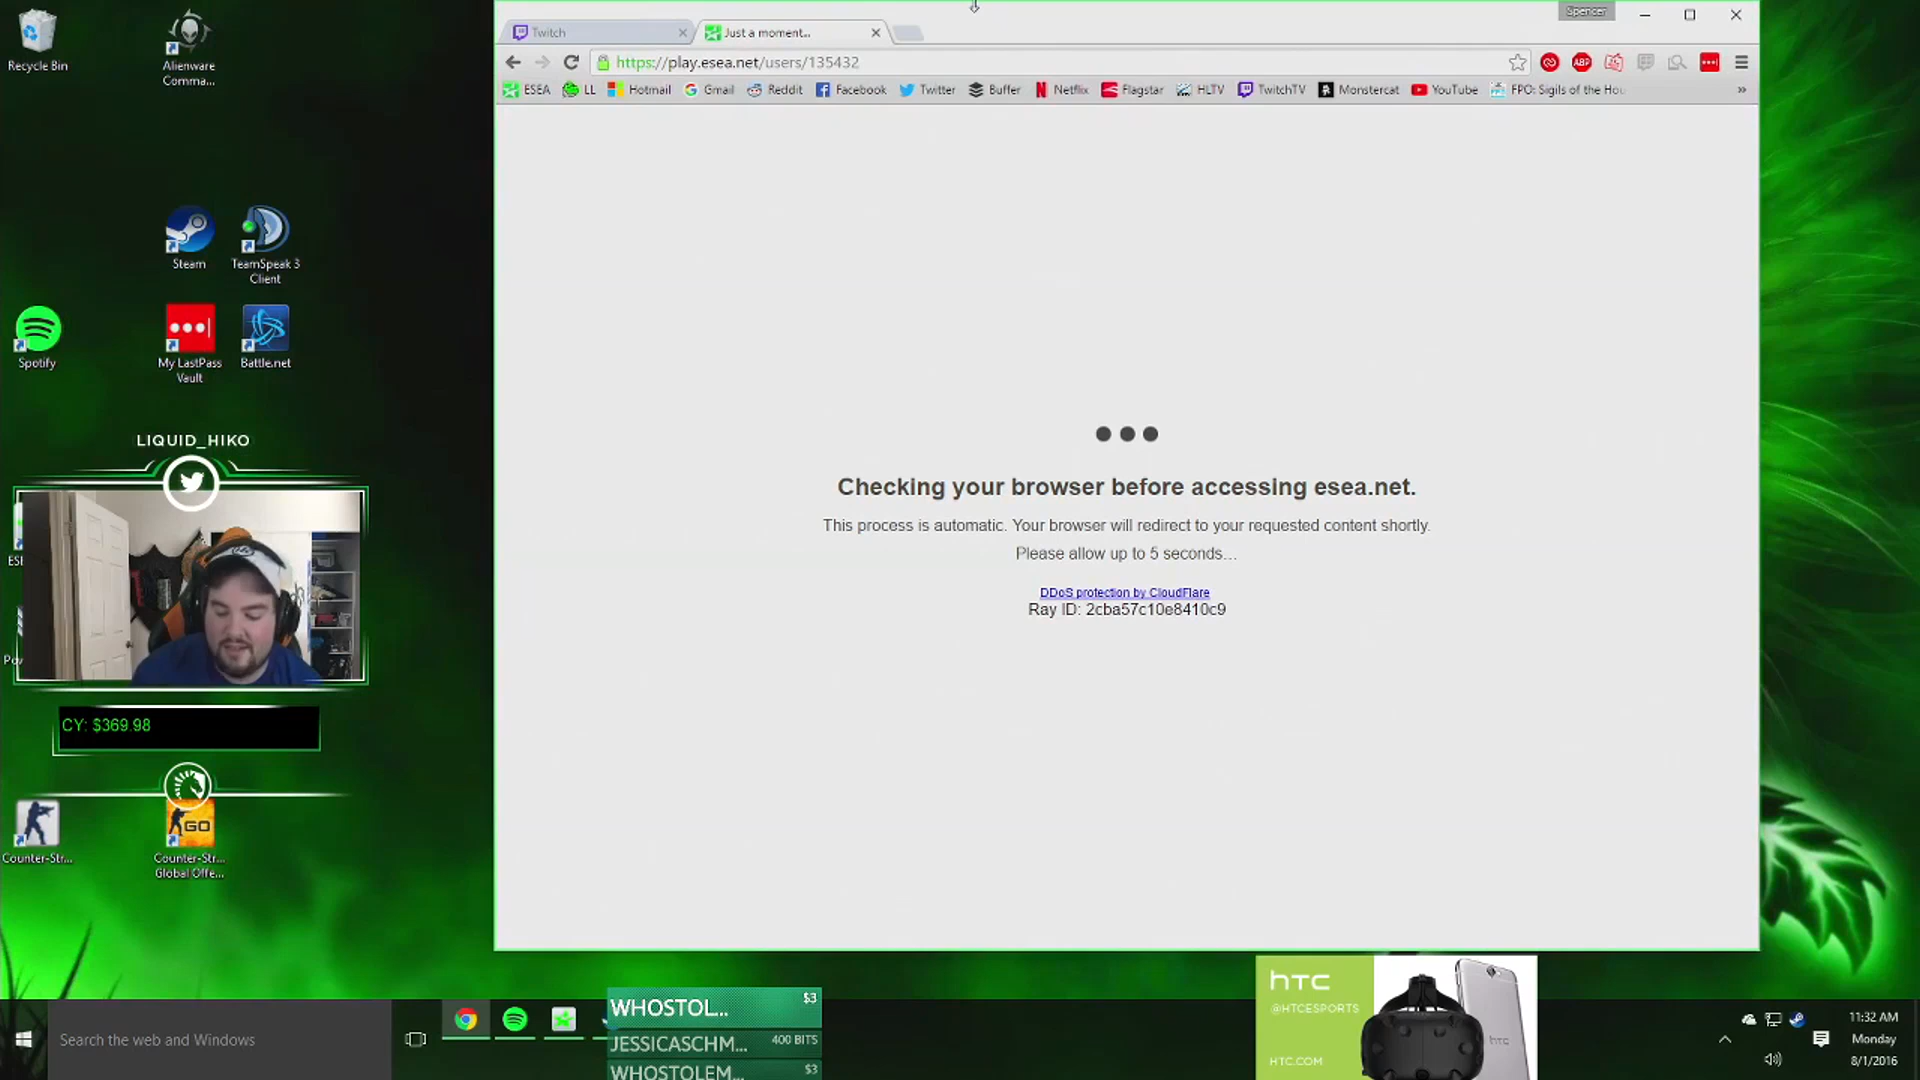 Spencer
Twitch
Just a moment...
https://play.esea.net/users/135432
ABP
ESEA
LL
Hotmail
Gmail
Reddit
Facebook
Twitter
Buffer
Netflix
Flagstar
HLTV
TwitchTV
Monstercat
YouTube
FPO: Sigils of the Hou
»
Recycle Bin
Alienware
Comma...
Steam
TeamSpeak 3
Client
Spotify
My LastPass
Vault
Battle.net
Checking your browser before accessing esea.net.
This process is automatic. Your browser will redirect to your requested content shortly.
Please allow up to 5 seconds...
DDoS protection by CloudFlare
Ray ID: 2cba57c10e8410c9
LIQUID_HIKO
CY: $369.98
GO
Counter-Str...
Counter-Str...
Global Offe...
hTC
@HTCESPORTS
HTC.COM
hTC
WHOSTOL...
$3
JESSICASCHM...
400 BITS
WHOSTOLEM...
$3
Search the web and Windows
11:32 AM
Monday
8/1/2016